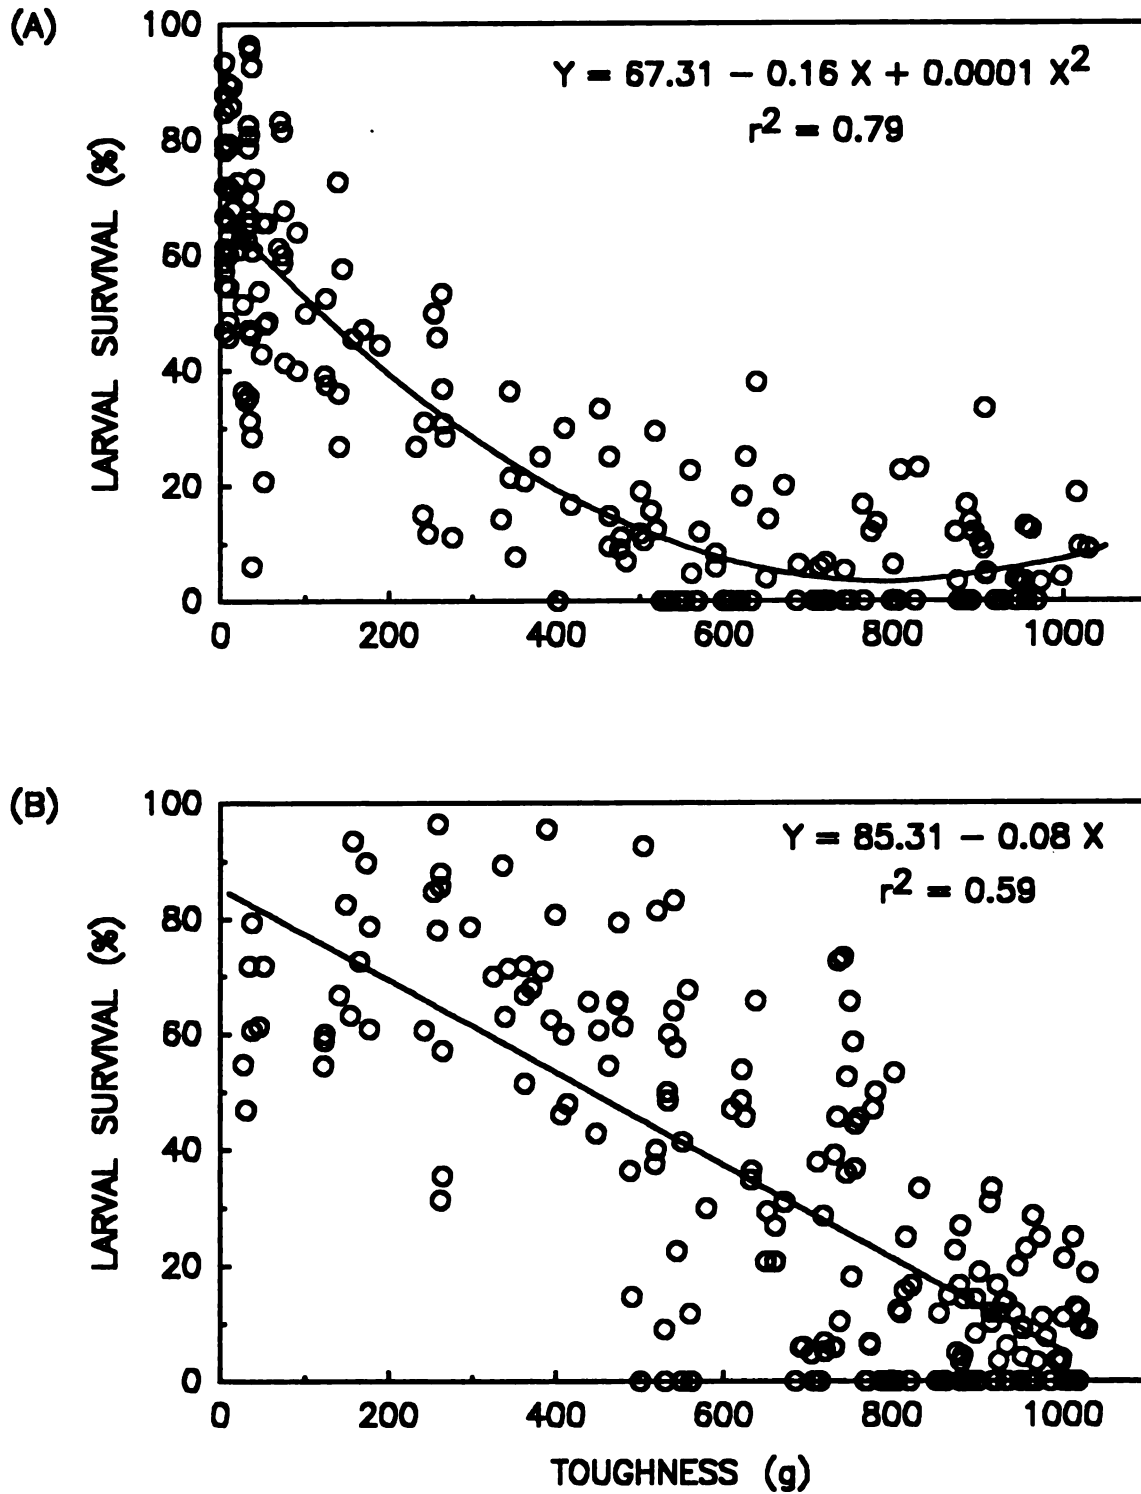 (A)
100
80
60
40
20
0
LARVAL SURVIVAL (%)
Y = 67.31 − 0.16 X + 0.0001 X²
r² = 0.79
0 200 400 600 800 1000
(B)
100
80
60
40
20
0
LARVAL SURVIVAL (%)
Y = 85.31 − 0.08 X
r² = 0.59
0 200 400 600 800 1000
TOUGHNESS (g)